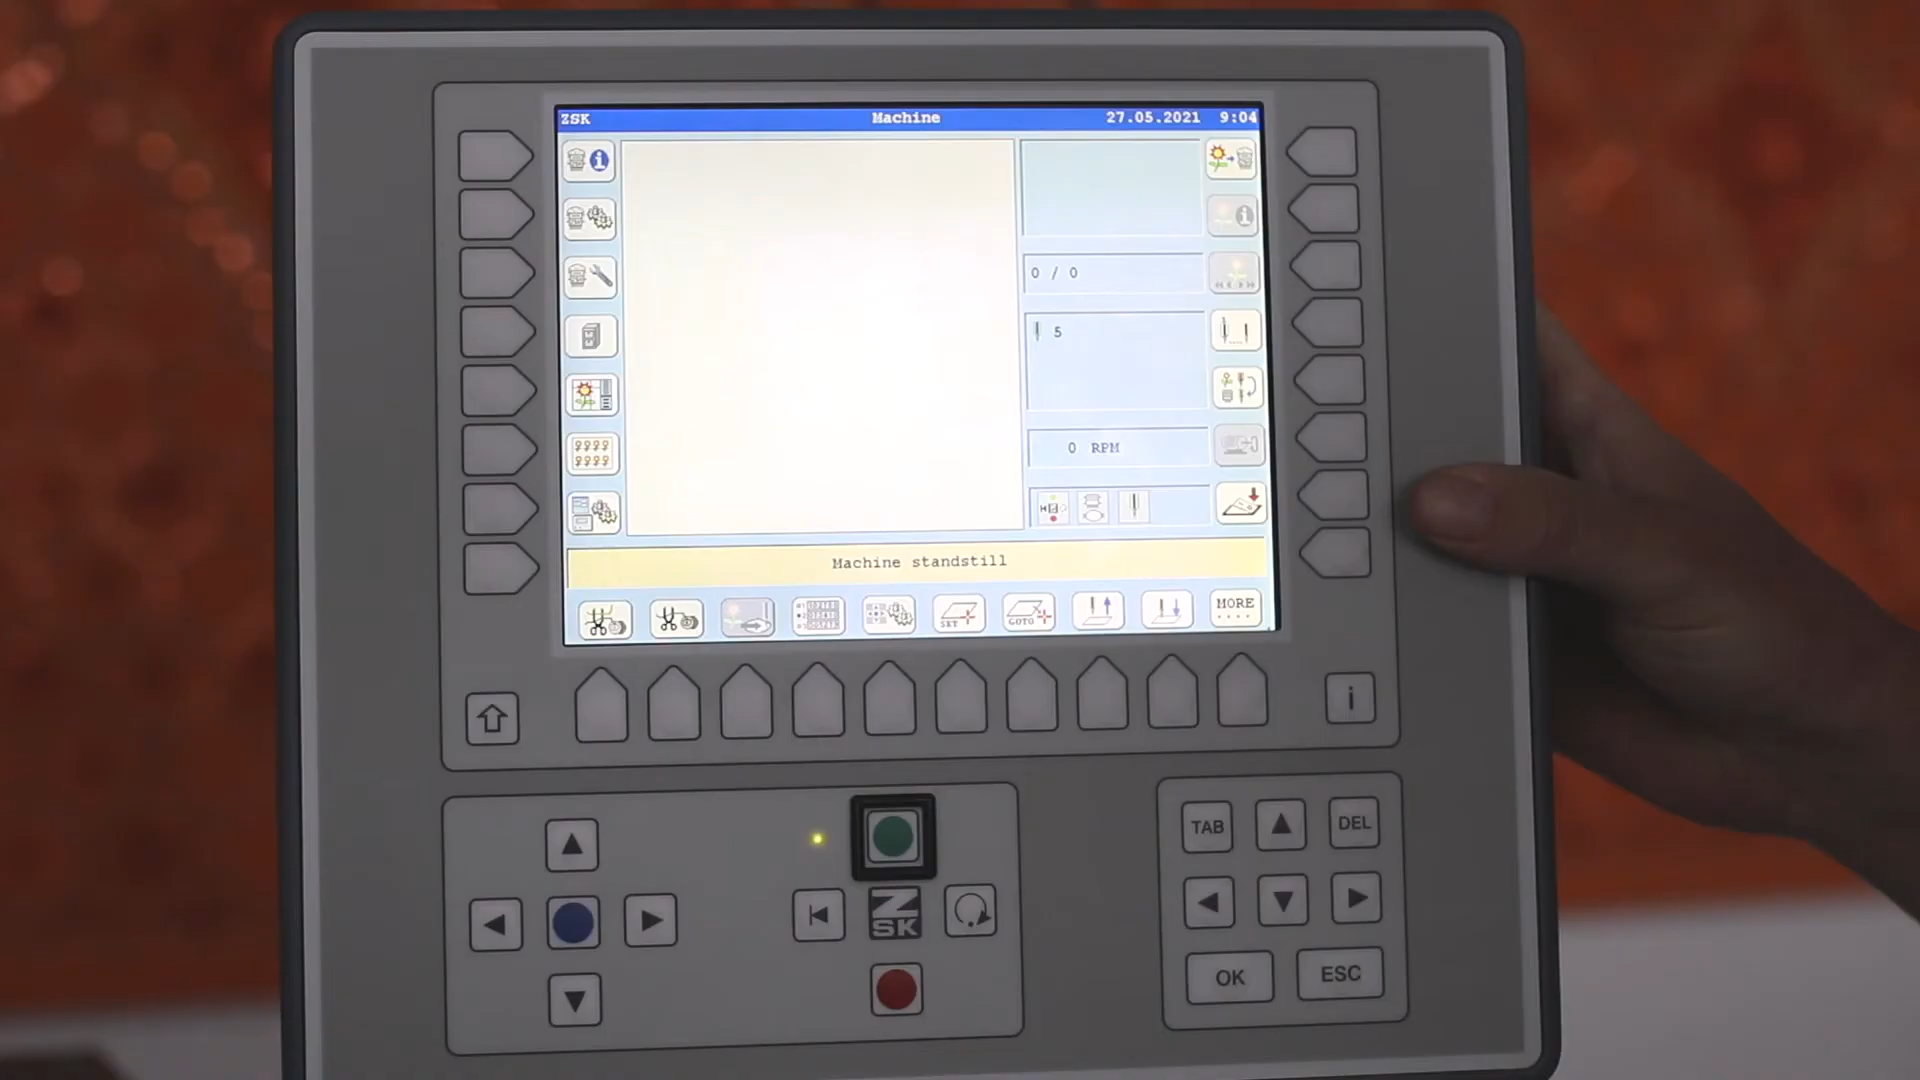 ZSK Machine 27.05.2021 9:04
0 / 0
5
0 RPM
Machine standstill
SET
GOTO
MORE
i
TAB
DEL
ZSK
OK
ESC